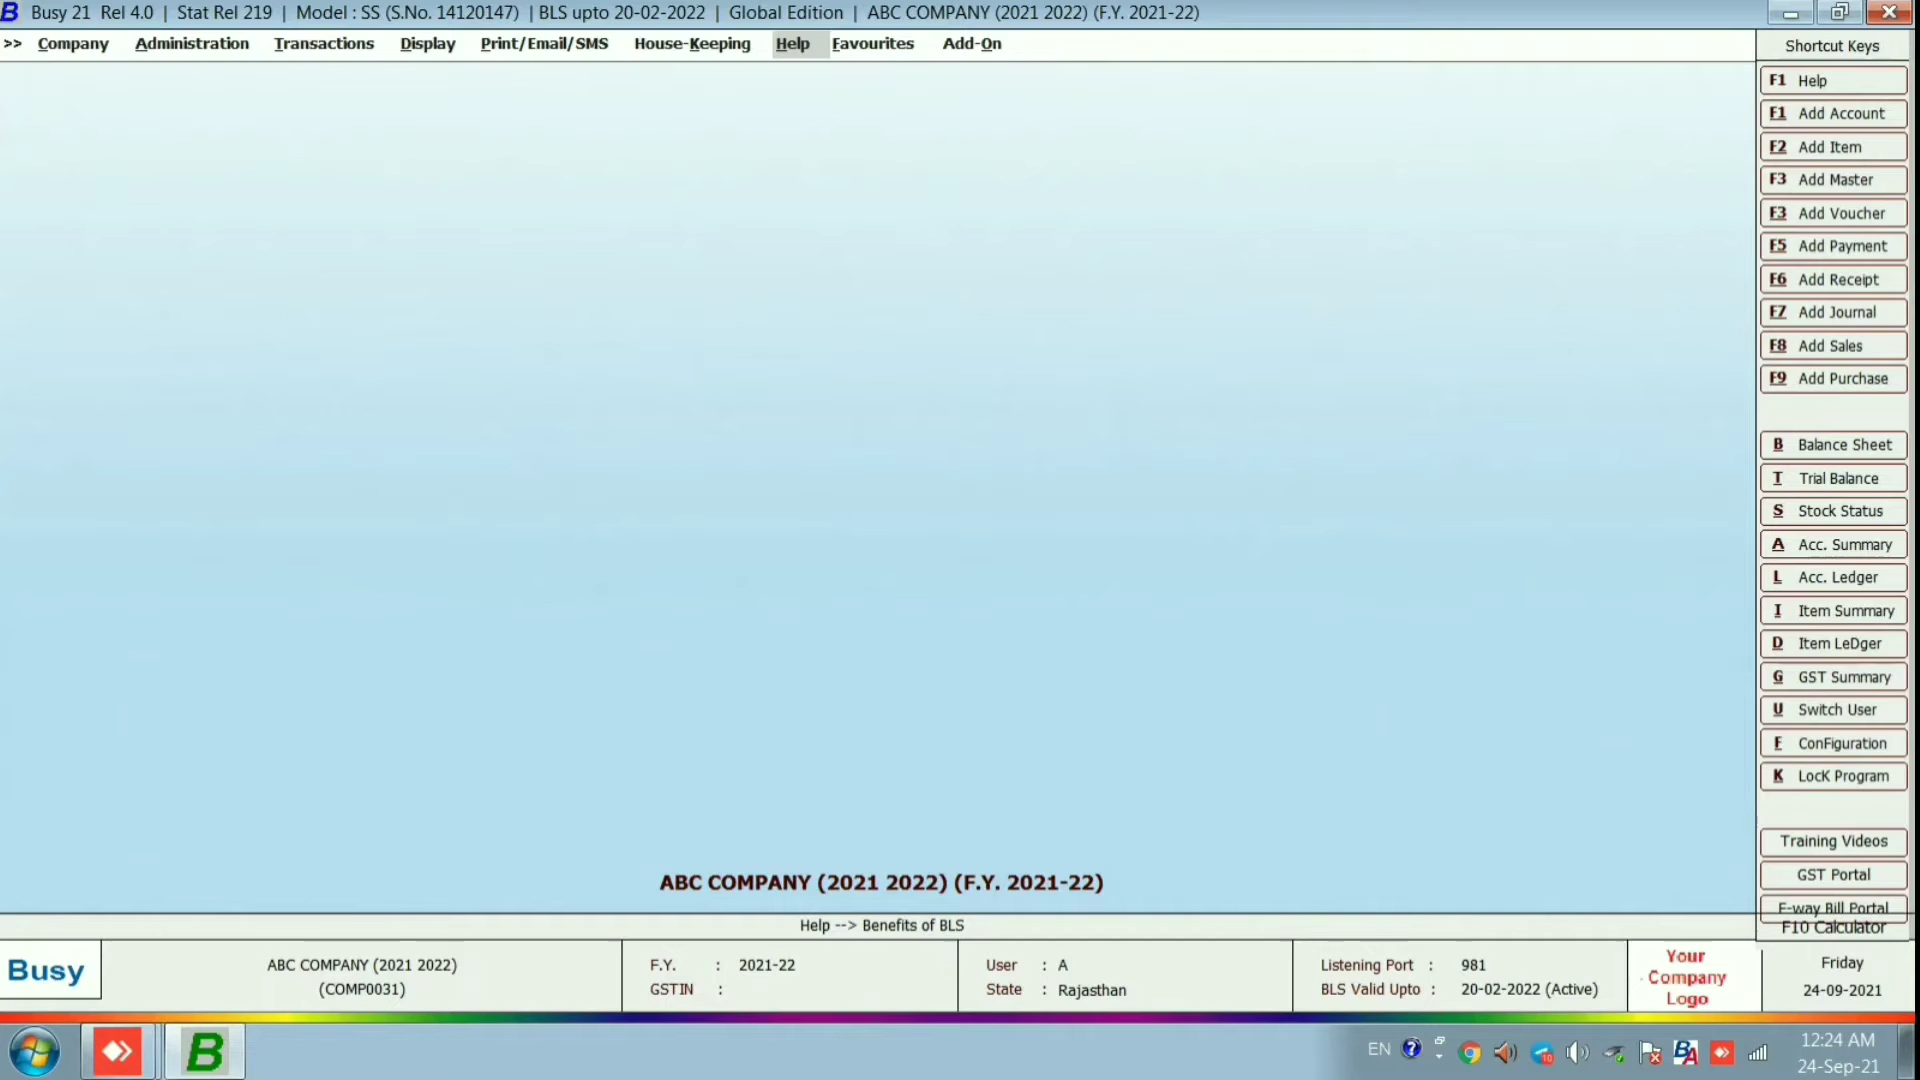 B Busy 21 Rel 4.0 | Stat Rel 219 | Model : SS (S.No. 14120147) | BLS upto 20-02-2022 | Global Edition | ABC COMPANY (2021 2022) (F.Y. 2021-22)
>> Company Administration Transactions Display Print/Email/SMS House-Keeping Help Favourites Add-On
Shortcut Keys
F1 Help
F1 Add Account
F2 Add Item
F3 Add Master
F3 Add Voucher
F5 Add Payment
F6 Add Receipt
F7 Add Journal
F8 Add Sales
F9 Add Purchase
B Balance Sheet
T Trial Balance
S Stock Status
A Acc. Summary
L Acc. Ledger
I Item Summary
D Item LeDger
G GST Summary
U Switch User
F ConFiguration
K LocK Program
Training Videos
GST Portal
E-way Bill Portal
F10 Calculator
ABC COMPANY (2021 2022) (F.Y. 2021-22)
Help --> Benefits of BLS
Busy
ABC COMPANY (2021 2022)
(COMP0031)
F.Y. : 2021-22
GSTIN :
User : A
State : Rajasthan
Listening Port : 981
BLS Valid Upto : 20-02-2022 (Active)
Your
Company
Logo
Friday
24-09-2021
B
EN
10
BA
12:24 AM
24-Sep-21